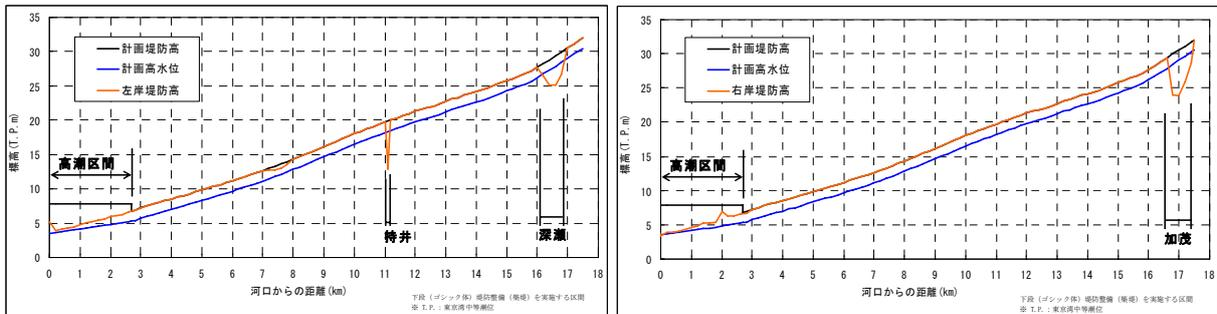 35
30
25
20
15
10
5
0
標高(T.P.m)
計画堤防高
計画高水位
左岸堤防高
高潮区間
持井
深瀬
0 1 2 3 4 5 6 7 8 9 10 11 12 13 14 15 16 17 18
河口からの距離(km)
下段(ゴシック体)堤防整備(築堤)を実施する区間
※ T.P.:東京湾中等潮位
35
30
25
20
15
10
5
0
標高(T.P.m)
計画堤防高
計画高水位
右岸堤防高
高潮区間
加茂
0 1 2 3 4 5 6 7 8 9 10 11 12 13 14 15 16 17 18
河口からの距離(km)
下段(ゴシック体)堤防整備(築堤)を実施する区間
※ T.P.:東京湾中等潮位